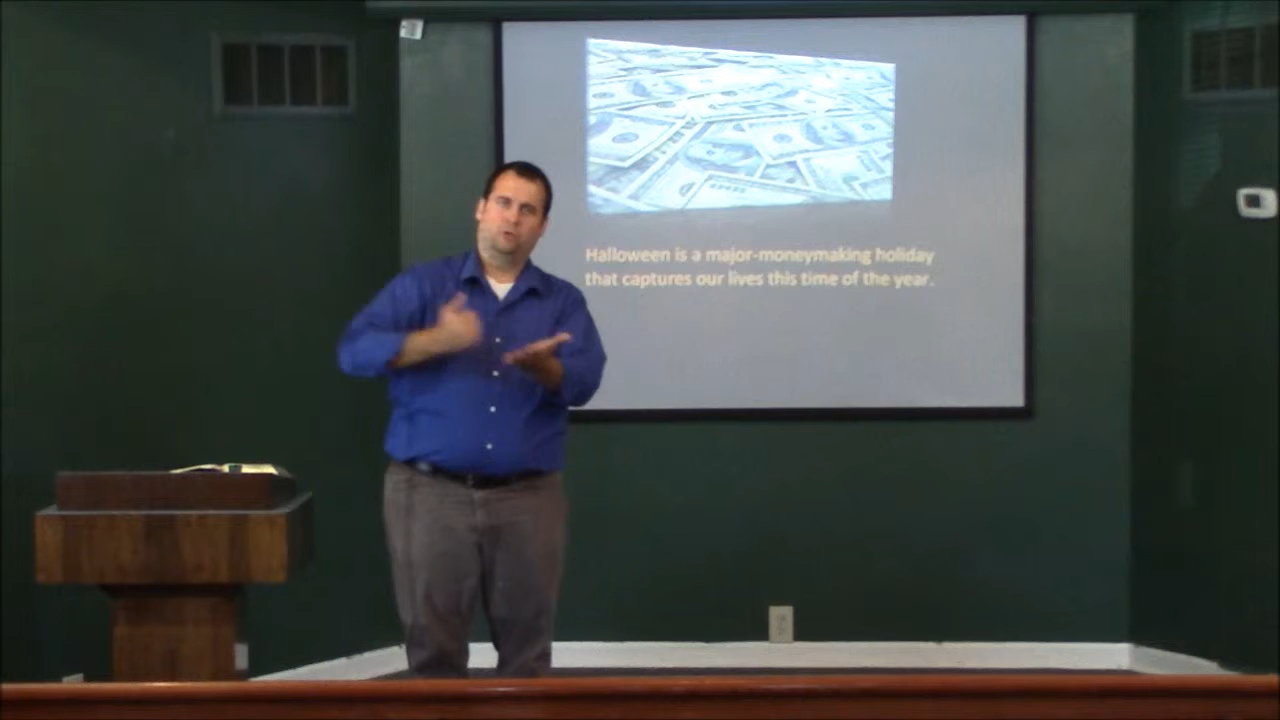 Halloween is a major-moneymaking holiday
that captures our lives this time of the year.